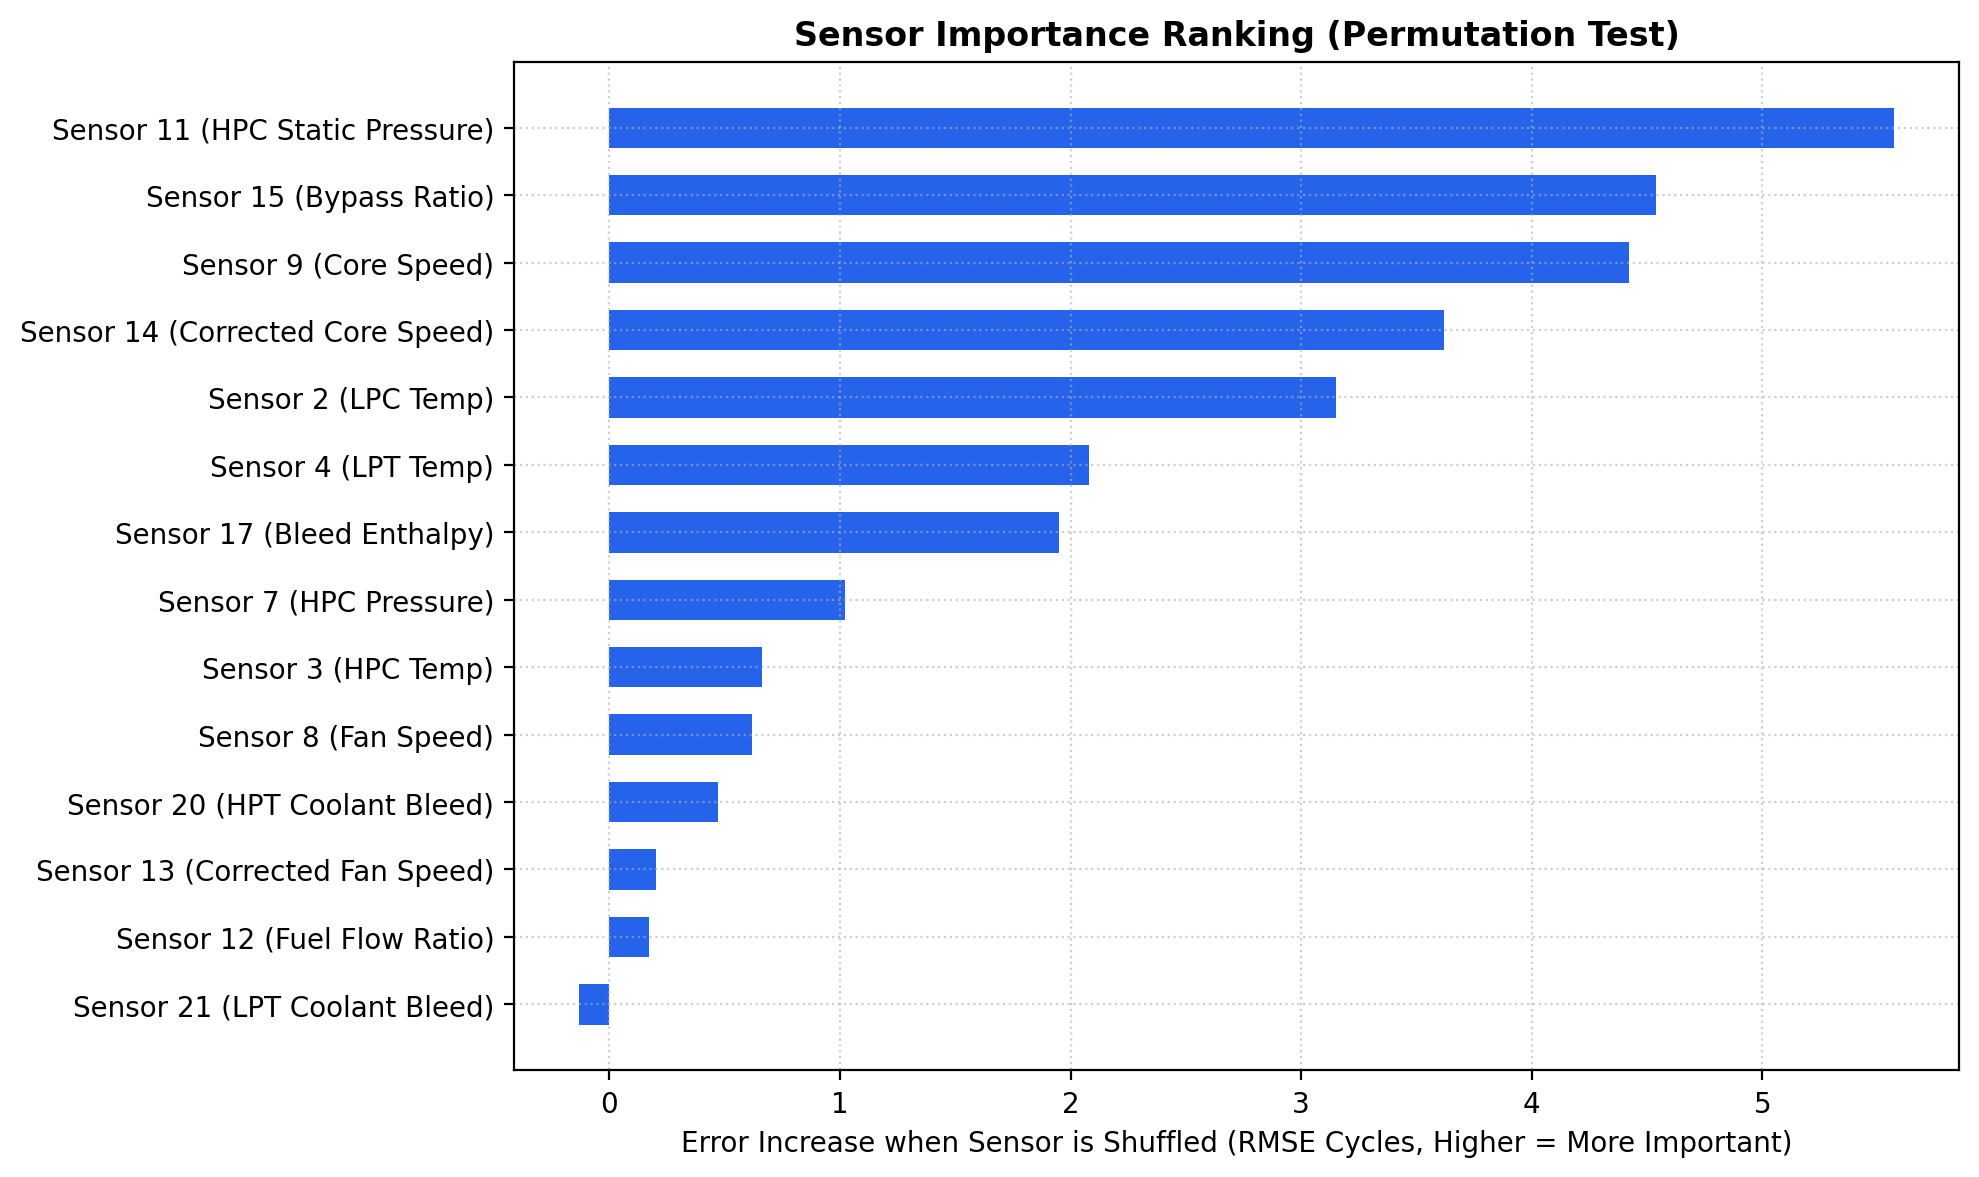 Sensor Importance Ranking (Permutation Test)
Sensor 11 (HPC Static Pressure)
Sensor 15 (Bypass Ratio)
Sensor 9 (Core Speed)
Sensor 14 (Corrected Core Speed)
Sensor 2 (LPC Temp)
Sensor 4 (LPT Temp)
Sensor 17 (Bleed Enthalpy)
Sensor 7 (HPC Pressure)
Sensor 3 (HPC Temp)
Sensor 8 (Fan Speed)
Sensor 20 (HPT Coolant Bleed)
Sensor 13 (Corrected Fan Speed)
Sensor 12 (Fuel Flow Ratio)
Sensor 21 (LPT Coolant Bleed)
0 1 2 3 4 5
Error Increase when Sensor is Shuffled (RMSE Cycles, Higher = More Important)